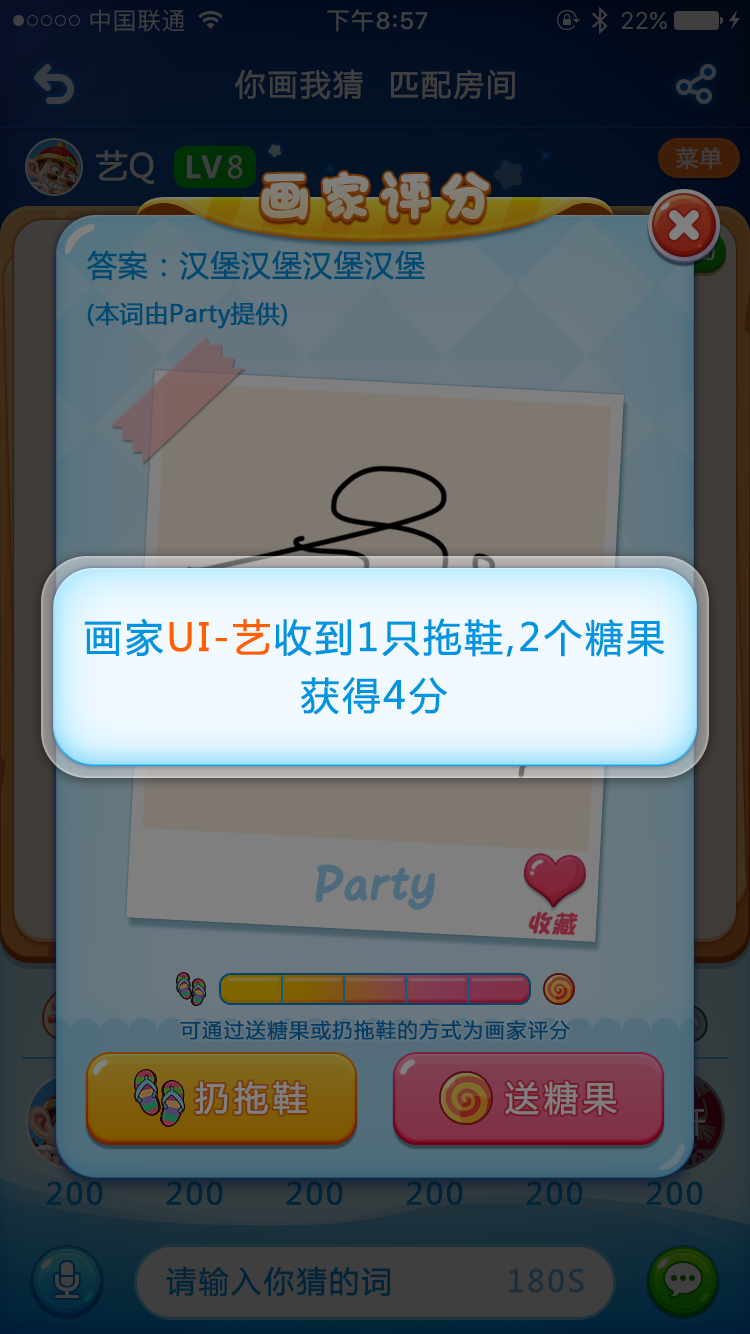 中国联通 下午8:57 22%
你画我猜 匹配房间
艺Q LV8 菜单
画家评分
答案：汉堡汉堡汉堡汉堡
(本词由Party提供)
画家UI-艺收到1只拖鞋,2个糖果
获得4分
Party
收藏
可通过送糖果或扔拖鞋的方式为画家评分
扔拖鞋 送糖果
200 200 200 200 200 200
请输入你猜的词 180S